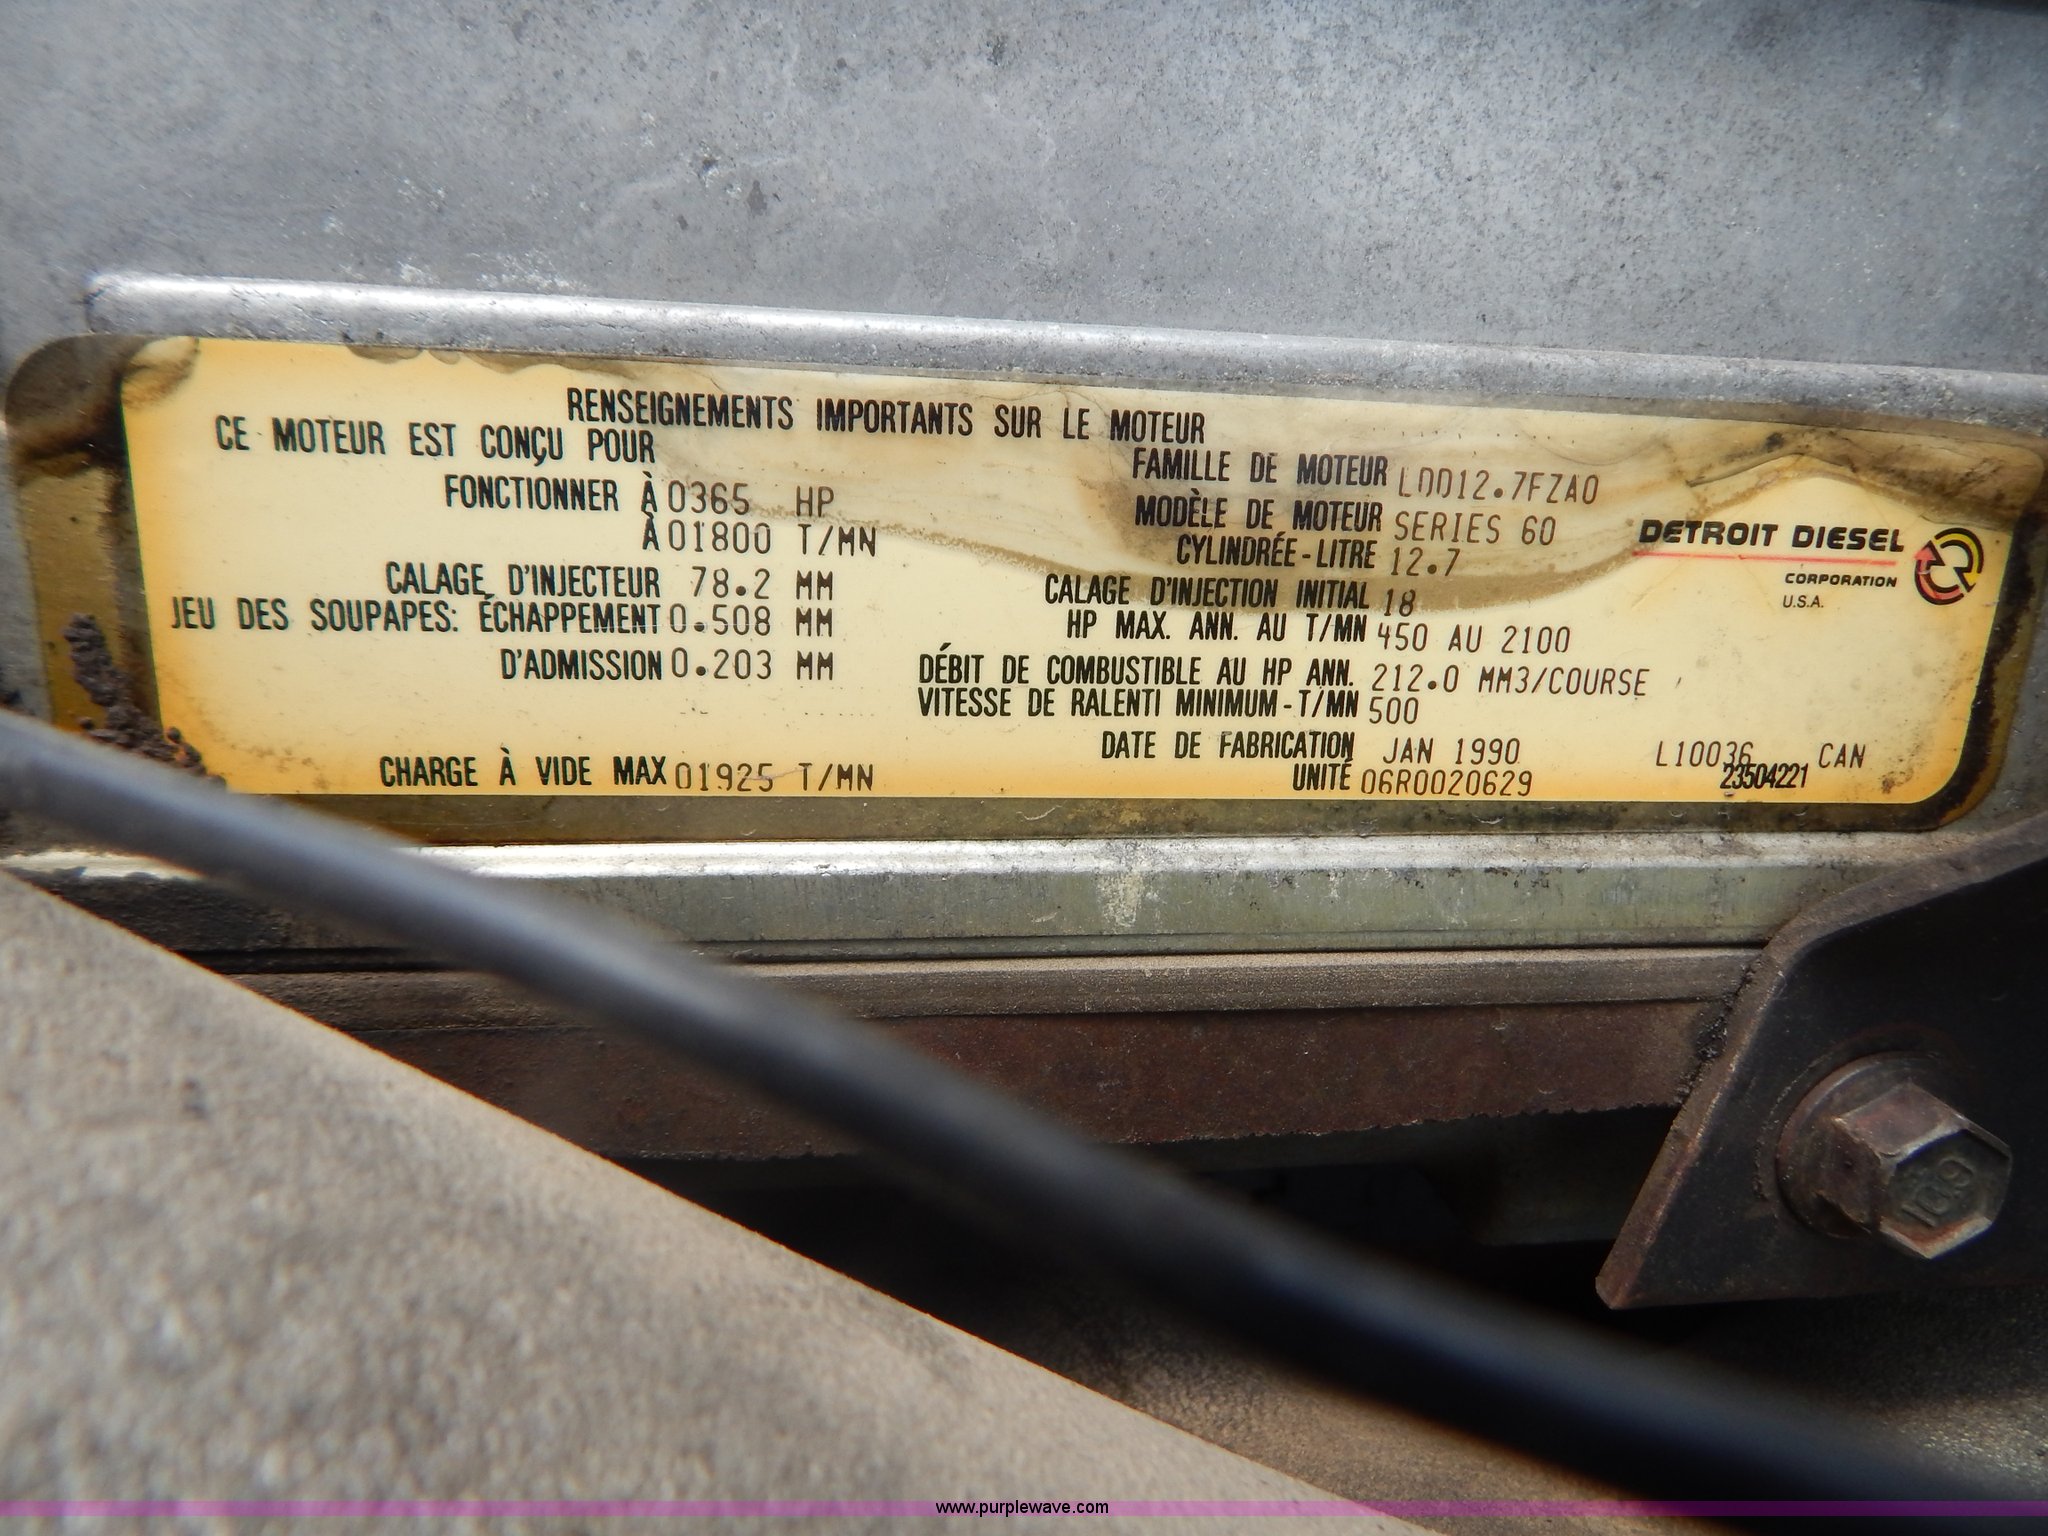 RENSEIGNEMENTS IMPORTANTS SUR LE MOTEUR
CE MOTEUR EST CONÇU POUR
FONCTIONNER À 0365 HP
À 01800 T/MN
CALAGE D'INJECTEUR 78.2 MM
JEU DES SOUPAPES: ÉCHAPPEMENT 0.508 MM
D'ADMISSION 0.203 MM
CHARGE À VIDE MAX 01925 T/MN
FAMILLE DE MOTEUR LDD12.7FZA0
MODÈLE DE MOTEUR SERIES 60
CYLINDRÉE-LITRE 12.7
CALAGE D'INJECTION INITIAL 18
HP MAX. ANN. AU T/MN 450 AU 2100
DÉBIT DE COMBUSTIBLE AU HP ANN. 212.0 MM3/COURSE
VITESSE DE RALENTI MINIMUM-T/MN 500
DATE DE FABRICATION JAN 1990
UNITÉ 06R0020629
DETROIT DIESEL
CORPORATION
U.S.A.
L10036 CAN
23504221
10.9
www.purplewave.com